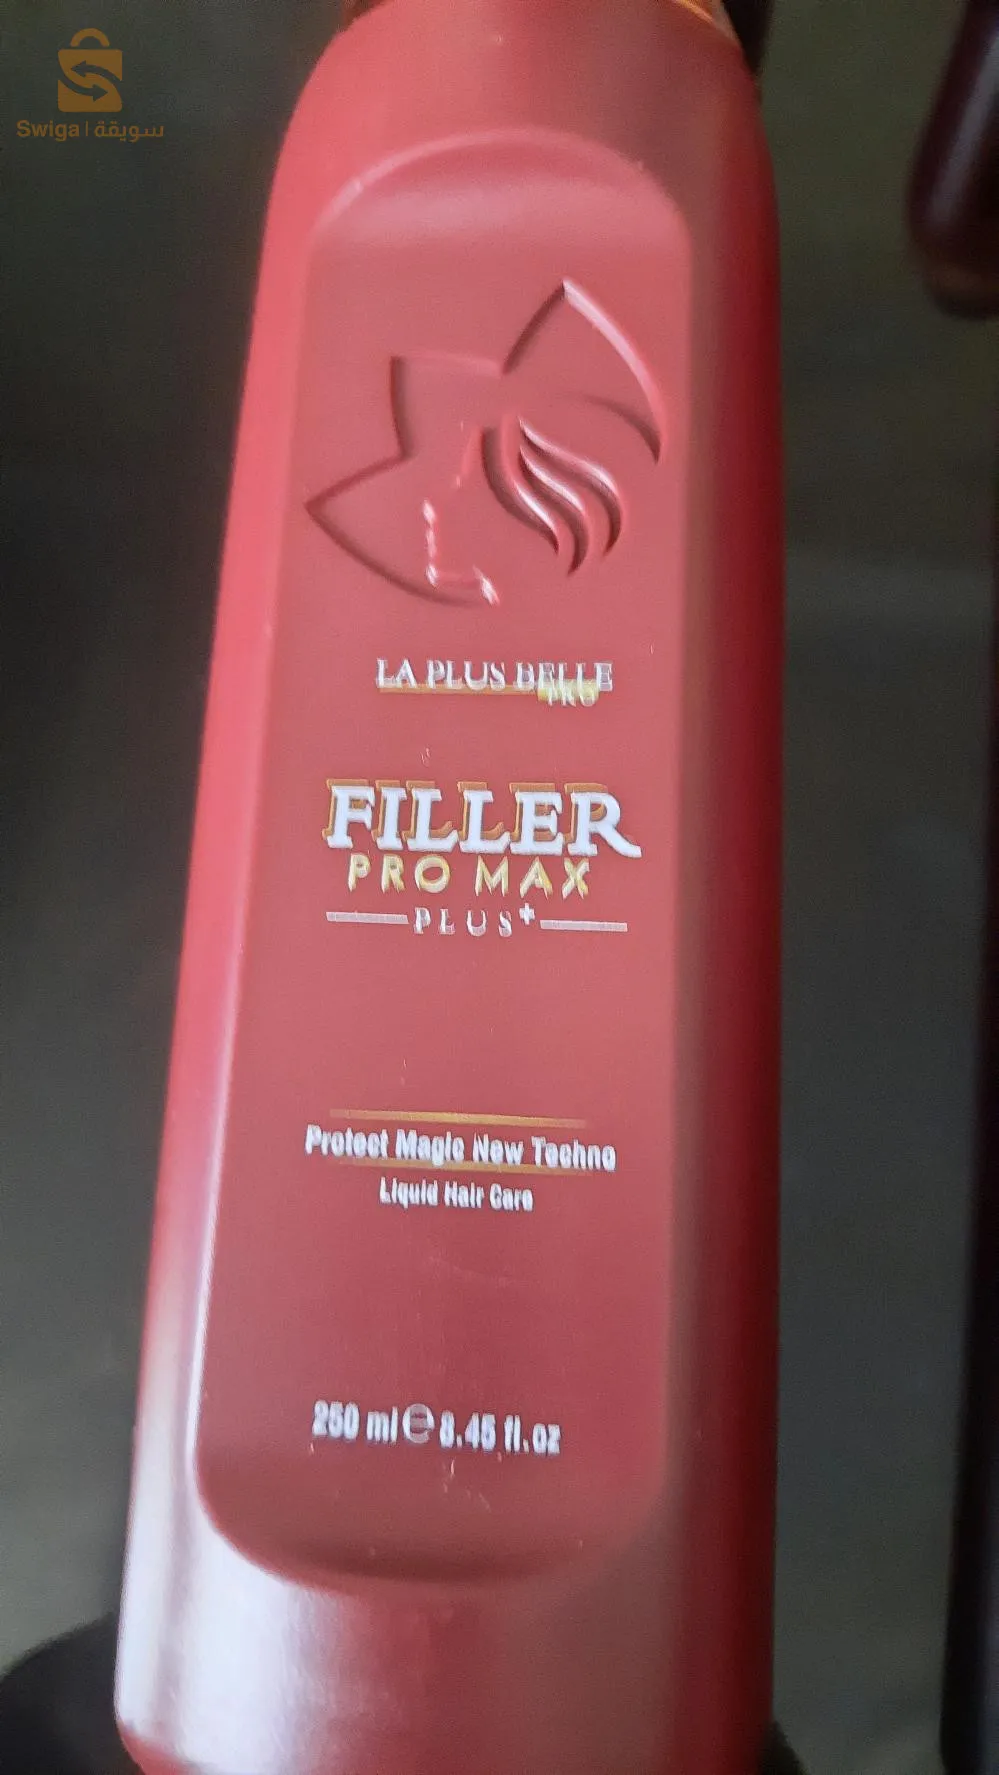 Swiga | سويقة
LA PLUS BELLE
PRO
FILLER
PRO MAX
PLUS+
Protect Magic New Techno
Liquid Hair Care
250 ml ℮ 8.45 fl.oz